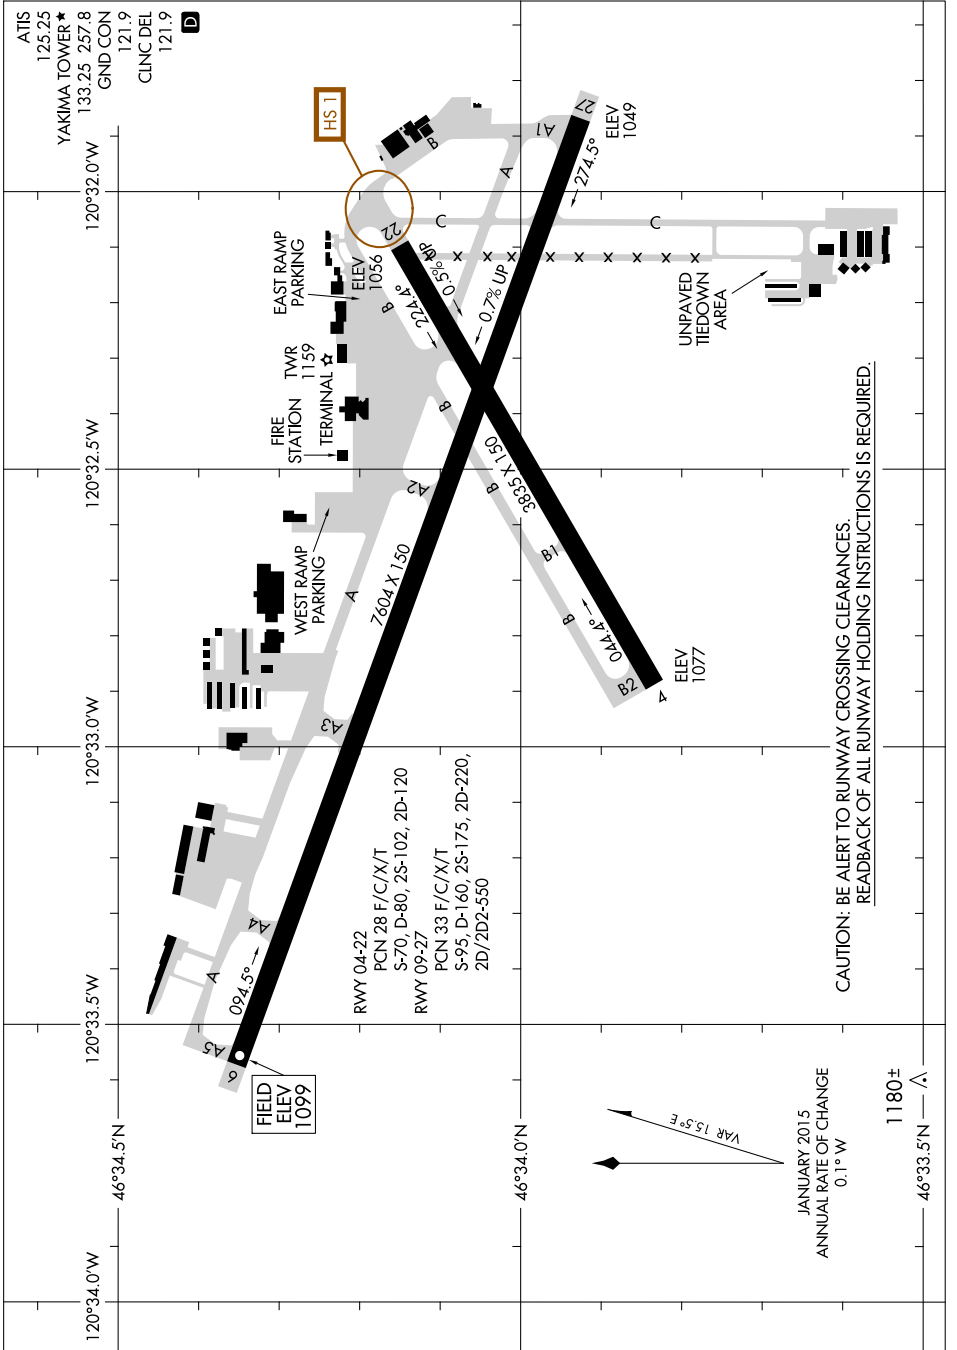 ATIS
125.25
YAKIMA TOWER★
133.25 257.8
GND CON
121.9
CLNC DEL
121.9
D
120°34.0'W
120°33.5'W
120°33.0'W
120°32.5'W
120°32.0'W
46°34.5'N
46°34.0'N
46°33.5'N
FIELD
ELEV
1099
9
A5
094.5°
A
A4
A3
A
WEST RAMP
PARKING
7604 X 150
A2
FIRE
STATION
TERMINAL
TWR
1159
EAST RAMP
PARKING
ELEV
1056
HS 1
22
224.4°
0.5% UP
0.7% UP
B
B
B
B
B
B1
B2
3835 X 150
044.4°
4
ELEV
1077
A
A1
C
C
27
274.5°
ELEV
1049
X X X X X X X X X
UNPAVED
TIEDOWN
AREA
RWY 04-22
PCN 28 F/C/X/T
S-70, D-80, 2S-102, 2D-120
RWY 09-27
PCN 33 F/C/X/T
S-95, D-160, 2S-175, 2D-220,
2D/2D2-550
CAUTION: BE ALERT TO RUNWAY CROSSING CLEARANCES.
READBACK OF ALL RUNWAY HOLDING INSTRUCTIONS IS REQUIRED.
VAR 15.5° E
JANUARY 2015
ANNUAL RATE OF CHANGE
0.1° W
1180±